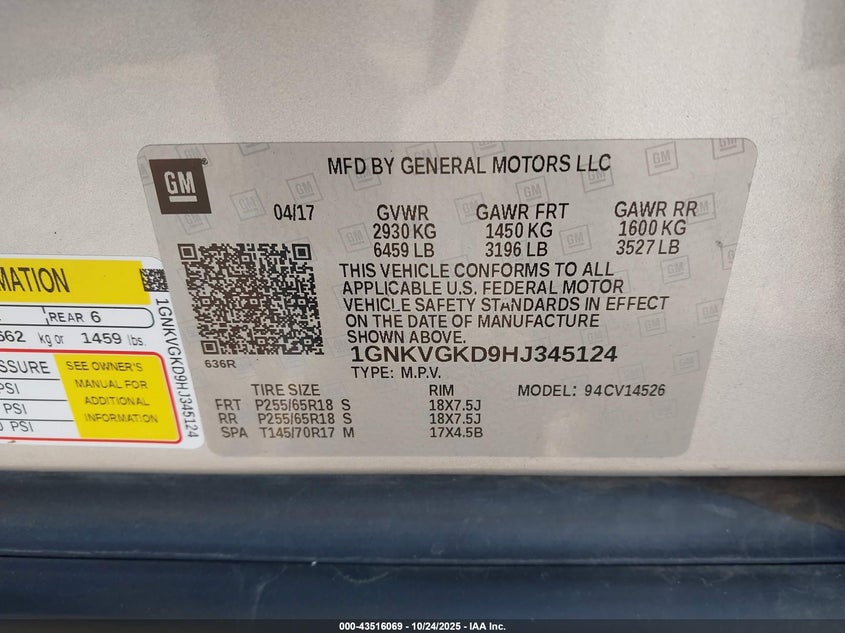 GM
MFD BY GENERAL MOTORS LLC
04/17 GVWR GAWR FRT GAWR RR
2930 KG 1450 KG 1600 KG
6459 LB 3196 LB 3527 LB
THIS VEHICLE CONFORMS TO ALL
APPLICABLE U.S. FEDERAL MOTOR
VEHICLE SAFETY STANDARDS IN EFFECT
ON THE DATE OF MANUFACTURE
SHOWN ABOVE.
636R
1GNKVGKD9HJ345124
TYPE: M.P.V.
TIRE SIZE RIM MODEL: 94CV14526
FRT P255/65R18 S 18X7.5J
RR P255/65R18 S 18X7.5J
SPA T145/70R17 M 17X4.5B
REAR 6
662 kg or 1459 lbs.
SEE OWNER'S
MANUAL FOR
ADDITIONAL
INFORMATION
PSI
PSI
PSI
1GNKVGKD9HJ345124
000-43516069 - 10/24/2025 - IAA Inc.